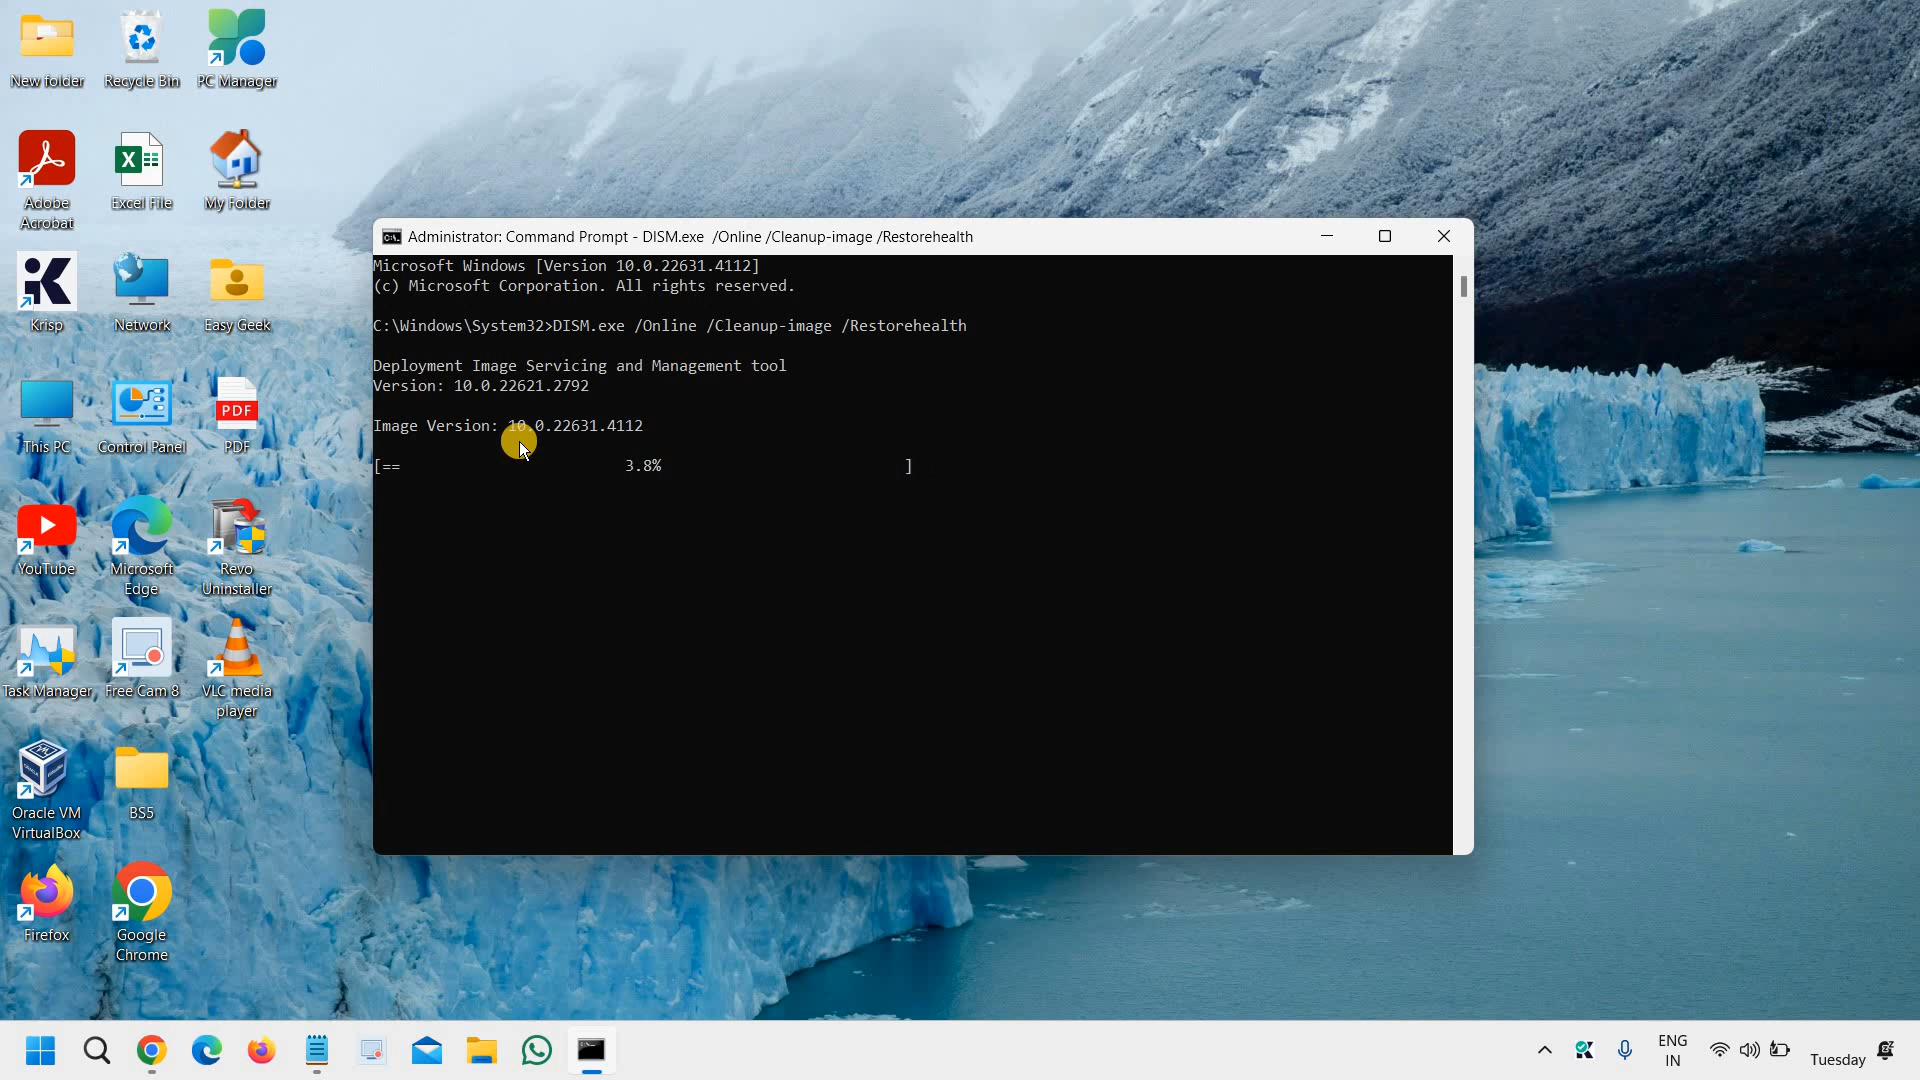 New folder
Recycle Bin
PC Manager
Adobe
Acrobat
Excel File
My Folder
Krisp
Network
Easy Geek
This PC
Control Panel
PDF
PDF
YouTube
Microsoft
Edge
Revo
Uninstaller
Task Manager
Free Cam 8
VLC media
player
Oracle VM
VirtualBox
BS5
Firefox
Google
Chrome
Administrator: Command Prompt - DISM.exe  /Online /Cleanup-image /Restorehealth
Microsoft Windows [Version 10.0.22631.4112]
(c) Microsoft Corporation. All rights reserved.
C:\Windows\System32>DISM.exe /Online /Cleanup-image /Restorehealth
Deployment Image Servicing and Management tool
Version: 10.0.22621.2792
Image Version: 10.0.22631.4112
[==                         3.8%                           ]
ENG
IN
Tuesday